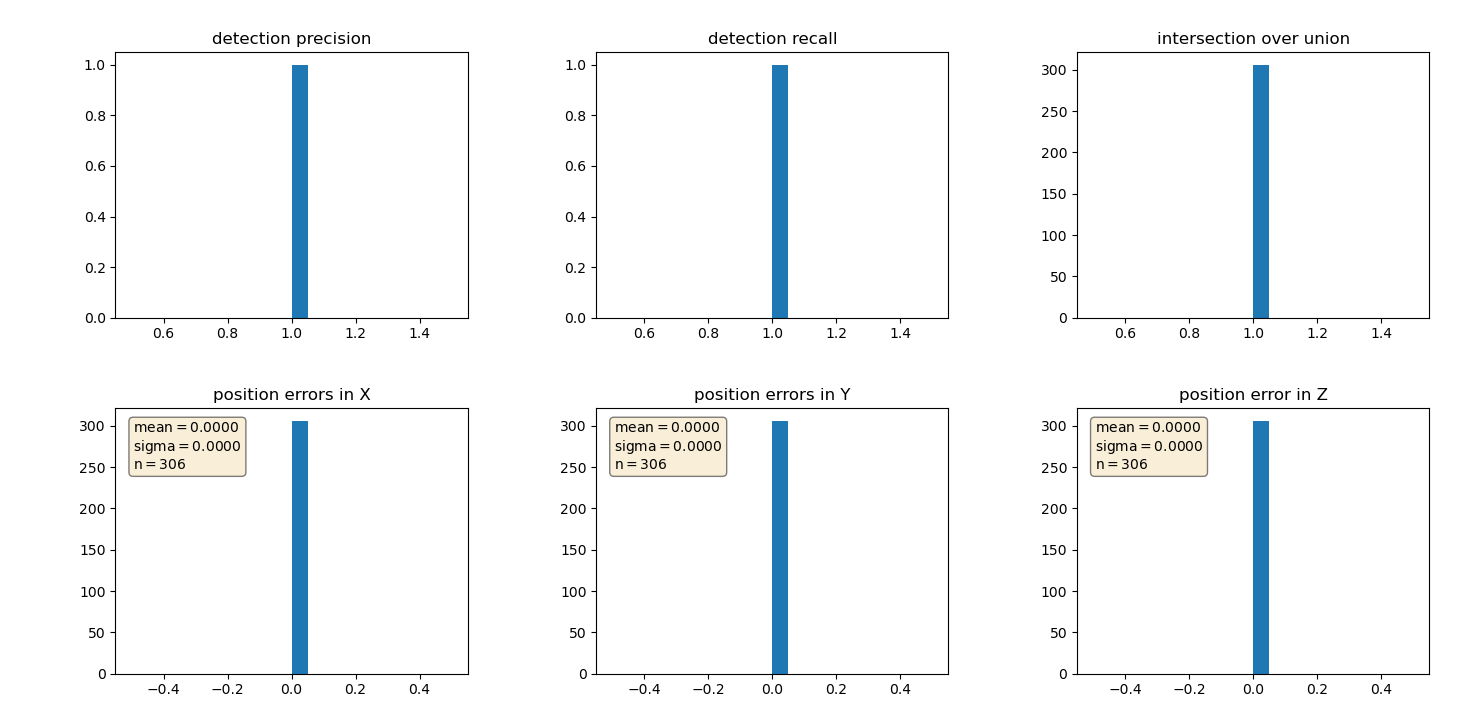 detection precision
1.0
0.8
0.6
0.4
0.2
0.0
0.6 0.8 1.0 1.2 1.4
detection recall
1.0
0.8
0.6
0.4
0.2
0.0
0.6 0.8 1.0 1.2 1.4
intersection over union
300
250
200
150
100
50
0
0.6 0.8 1.0 1.2 1.4
position errors in X
mean = 0.0000
sigma = 0.0000
n = 306
300
250
200
150
100
50
0
−0.4 −0.2 0.0 0.2 0.4
position errors in Y
mean = 0.0000
sigma = 0.0000
n = 306
300
250
200
150
100
50
0
−0.4 −0.2 0.0 0.2 0.4
position error in Z
mean = 0.0000
sigma = 0.0000
n = 306
300
250
200
150
100
50
0
−0.4 −0.2 0.0 0.2 0.4